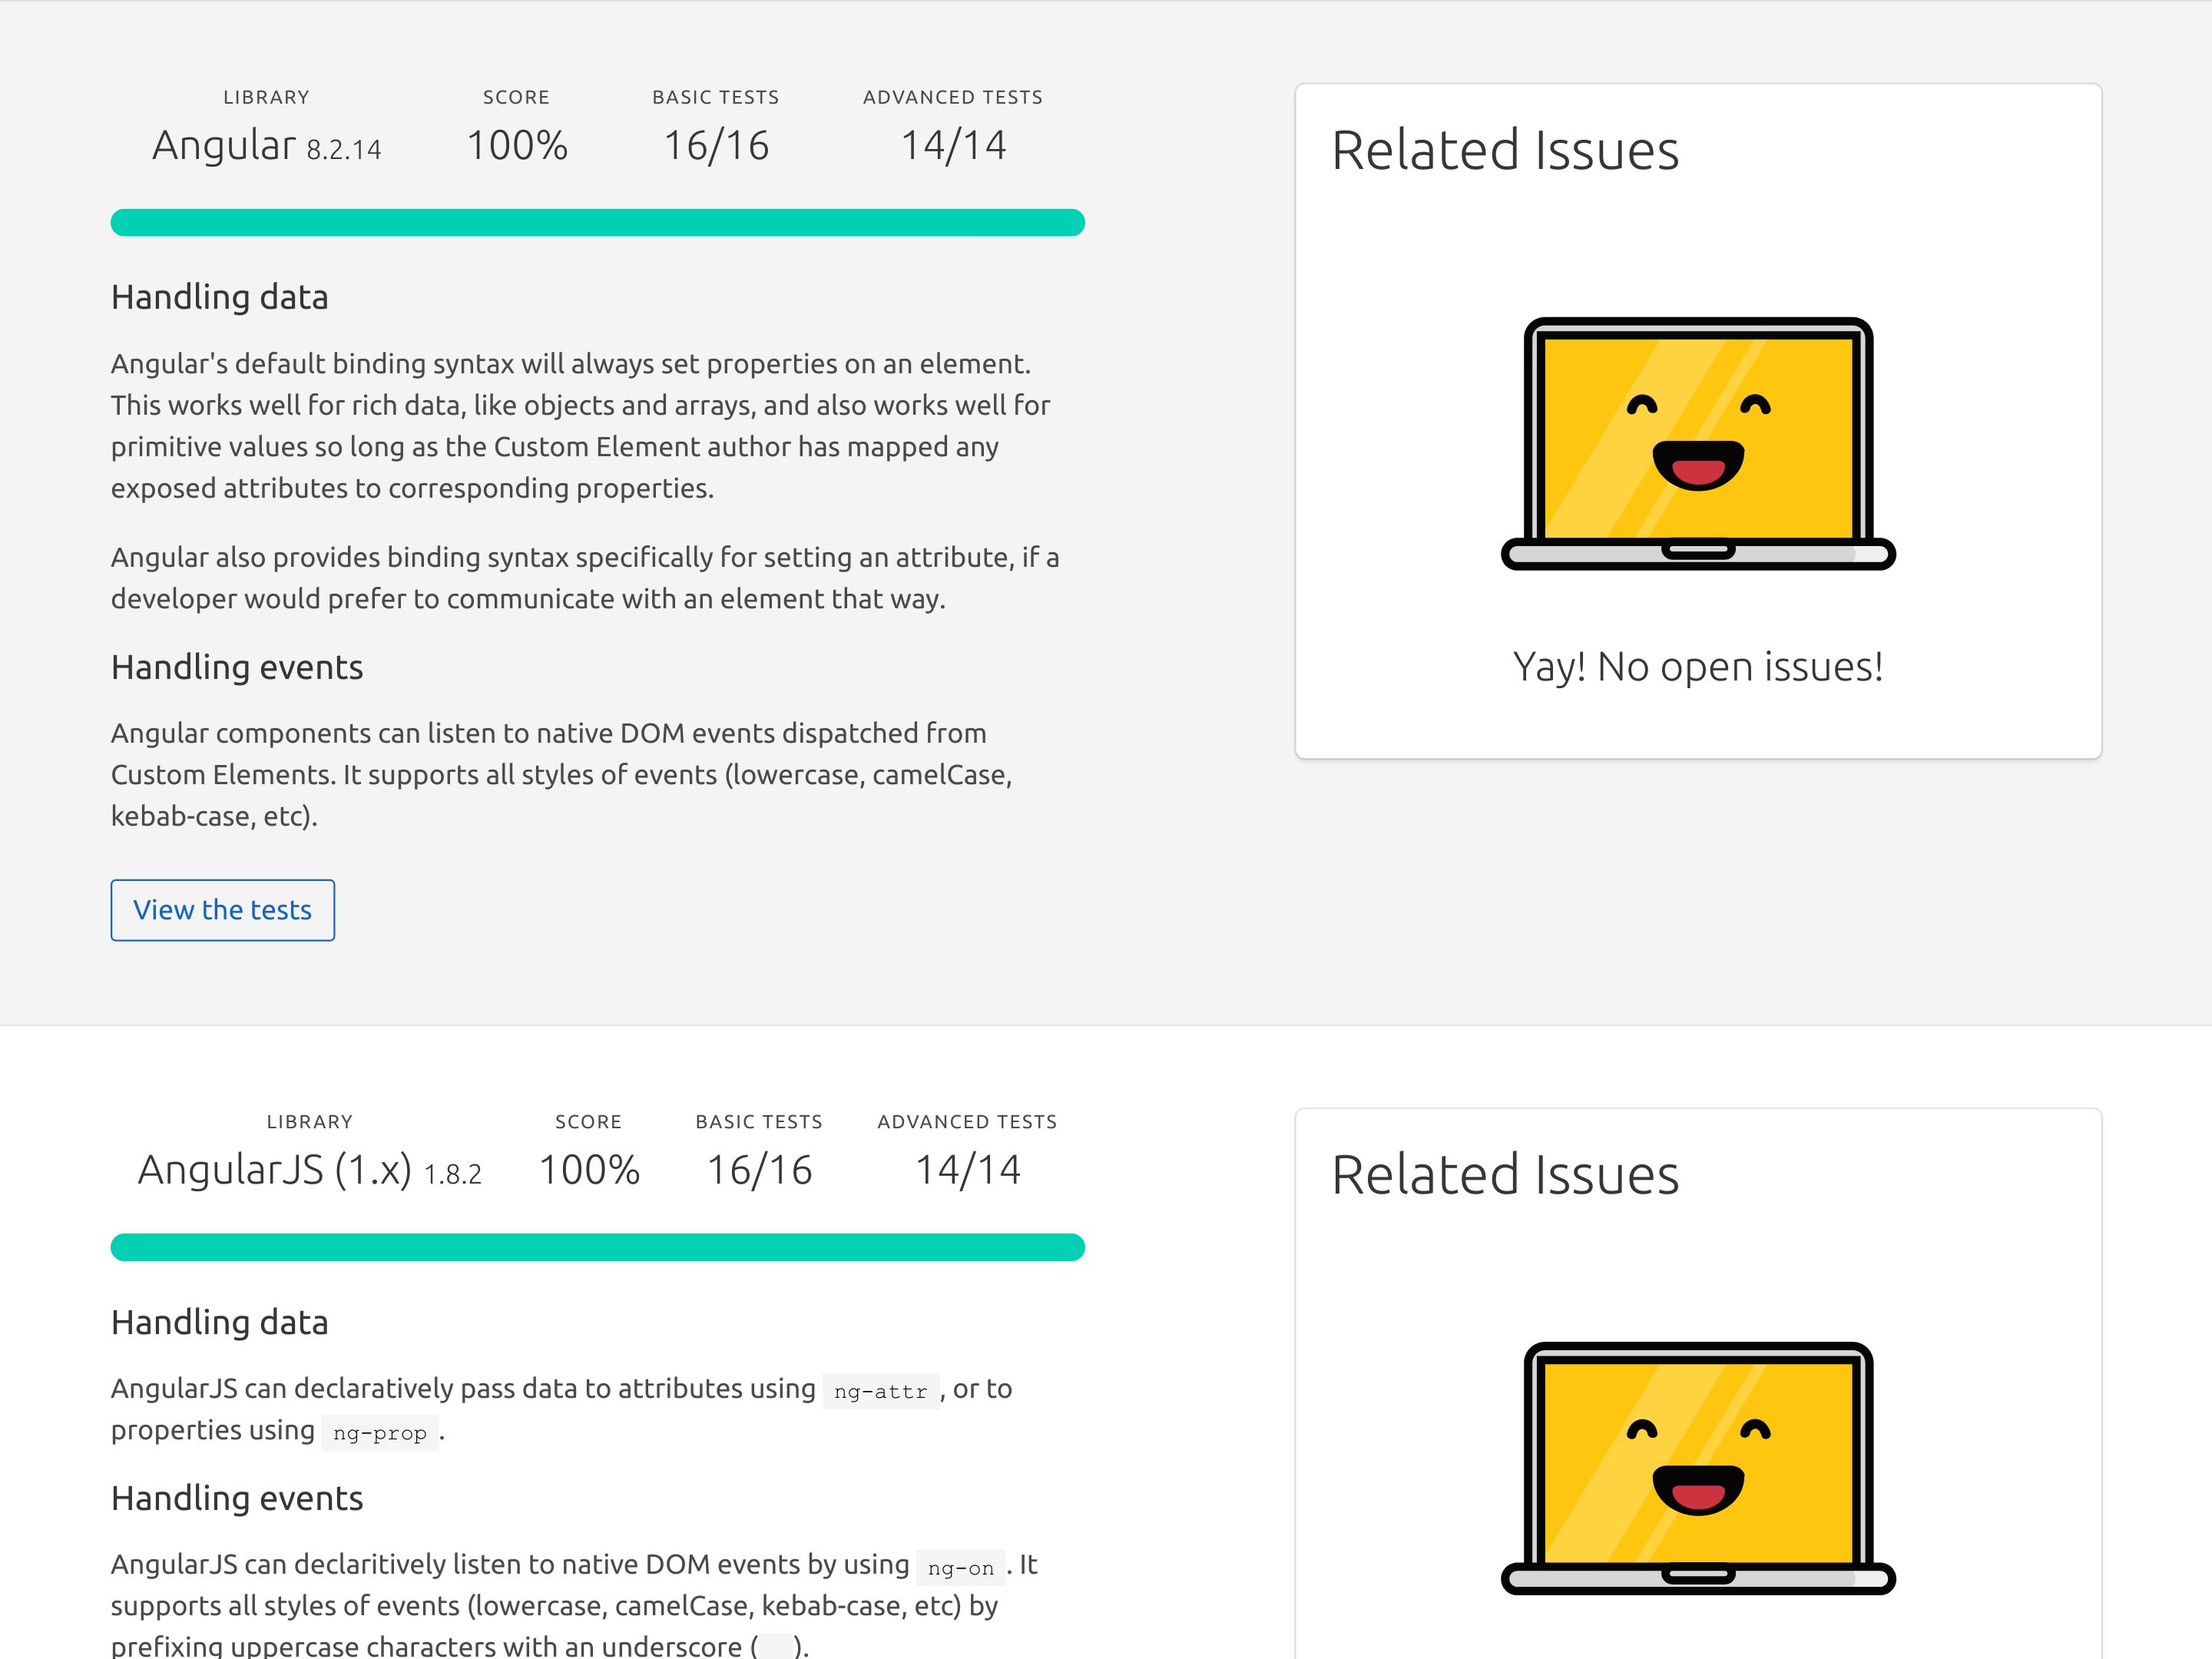 LIBRARY SCORE BASIC TESTS ADVANCED TESTS
Angular 8.2.14 100% 16/16 14/14
Handling data
Angular's default binding syntax will always set properties on an element.
This works well for rich data, like objects and arrays, and also works well for
primitive values so long as the Custom Element author has mapped any
exposed attributes to corresponding properties.
Angular also provides binding syntax specifically for setting an attribute, if a
developer would prefer to communicate with an element that way.
Handling events
Angular components can listen to native DOM events dispatched from
Custom Elements. It supports all styles of events (lowercase, camelCase,
kebab-case, etc).
View the tests
Related Issues
Yay! No open issues!
LIBRARY SCORE BASIC TESTS ADVANCED TESTS
AngularJS (1.x) 1.8.2 100% 16/16 14/14
Handling data
AngularJS can declaratively pass data to attributes using ng-attr , or to
properties using ng-prop .
Handling events
AngularJS can declaritively listen to native DOM events by using ng-on . It
supports all styles of events (lowercase, camelCase, kebab-case, etc) by
prefixing uppercase characters with an underscore ( ).
Related Issues